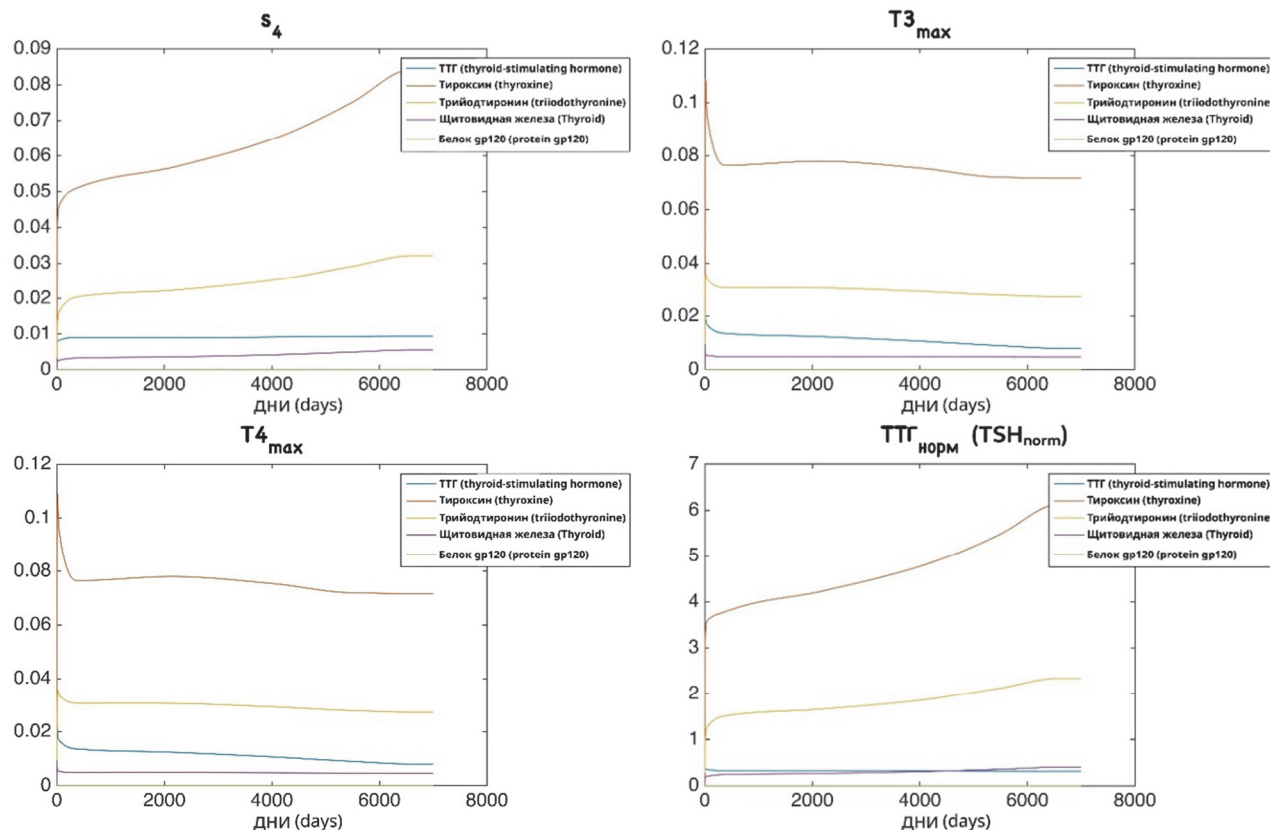 s₄
0.09
0.08
0.07
0.06
0.05
0.04
0.03
0.02
0.01
0
0 2000 4000 6000 8000
дни (days)
ТТГ (thyroid-stimulating hormone)
Тироксин (thyroxine)
Трийодтиронин (triiodothyronine)
Щитовидная железа (Thyroid)
Белок gp120 (protein gp120)
T3max
0.12
0.1
0.08
0.06
0.04
0.02
0
0 2000 4000 6000 8000
дни (days)
ТТГ (thyroid-stimulating hormone)
Тироксин (thyroxine)
Трийодтиронин (triiodothyronine)
Щитовидная железа (Thyroid)
Белок gp120 (protein gp120)
T4max
0.12
0.1
0.08
0.06
0.04
0.02
0
0 2000 4000 6000 8000
дни (days)
ТТГ (thyroid-stimulating hormone)
Тироксин (thyroxine)
Трийодтиронин (triiodothyronine)
Щитовидная железа (Thyroid)
Белок gp120 (protein gp120)
ТТГнорм (TSHnorm)
7
6
5
4
3
2
1
0
0 2000 4000 6000 8000
дни (days)
ТТГ (thyroid-stimulating hormone)
Тироксин (thyroxine)
Трийодтиронин (triiodothyronine)
Щитовидная железа (Thyroid)
Белок gp120 (protein gp120)